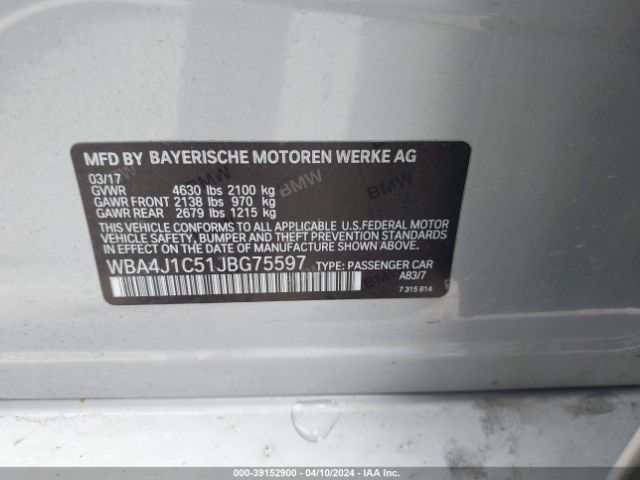 MFD BY BAYERISCHE MOTOREN WERKE AG
03/17
GVWR 4630 lbs 2100 kg
GAWR FRONT 2138 lbs 970 kg
GAWR REAR 2679 lbs 1215 kg
THIS VEHICLE CONFORMS TO ALL APPLICABLE U.S.FEDERAL MOTOR
VEHICLE SAFETY, BUMPER, AND THEFT PREVENTION STANDARDS
IN EFFECT ON THE DATE OF MANUFACTURE SHOWN ABOVE.
WBA4J1C51JBG75597 TYPE: PASSENGER CAR
A83/7
7 315 814
BMW
BMW
BMW
000-39152900 - 04/10/2024 - IAA Inc.